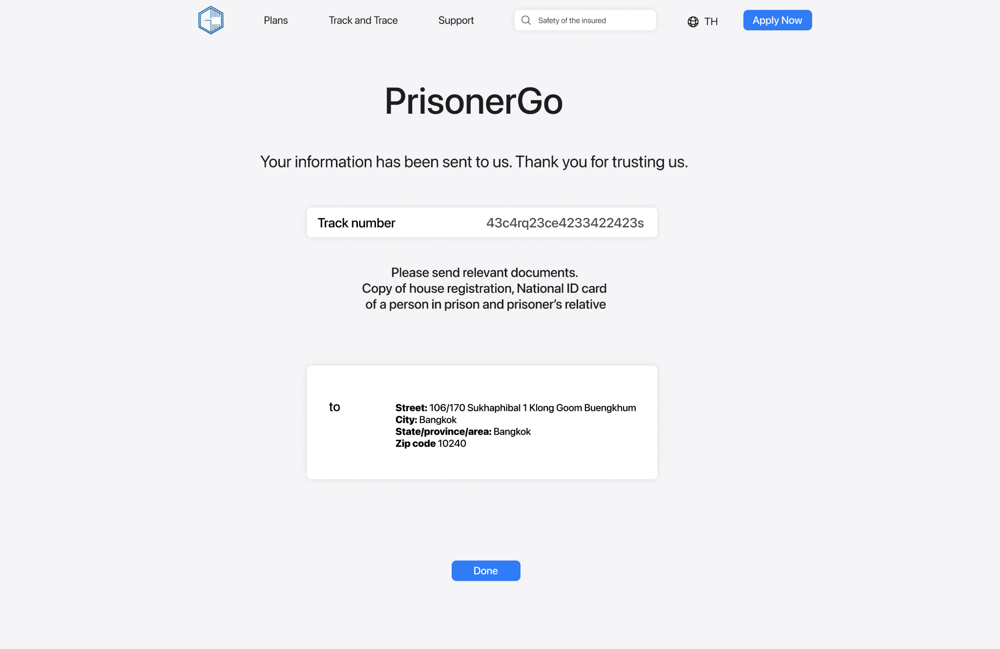 Plans
Track and Trace
Support
Safety of the insured
TH
Apply Now
PrisonerGo
Your information has been sent to us. Thank you for trusting us.
Track number 43c4rq23ce4233422423s
Please send relevant documents.
Copy of house registration, National ID card
of a person in prison and prisoner's relative
to
Street: 106/170 Sukhaphibal 1 Klong Goom Buengkhum
City: Bangkok
State/province/area: Bangkok
Zip code 10240
Done